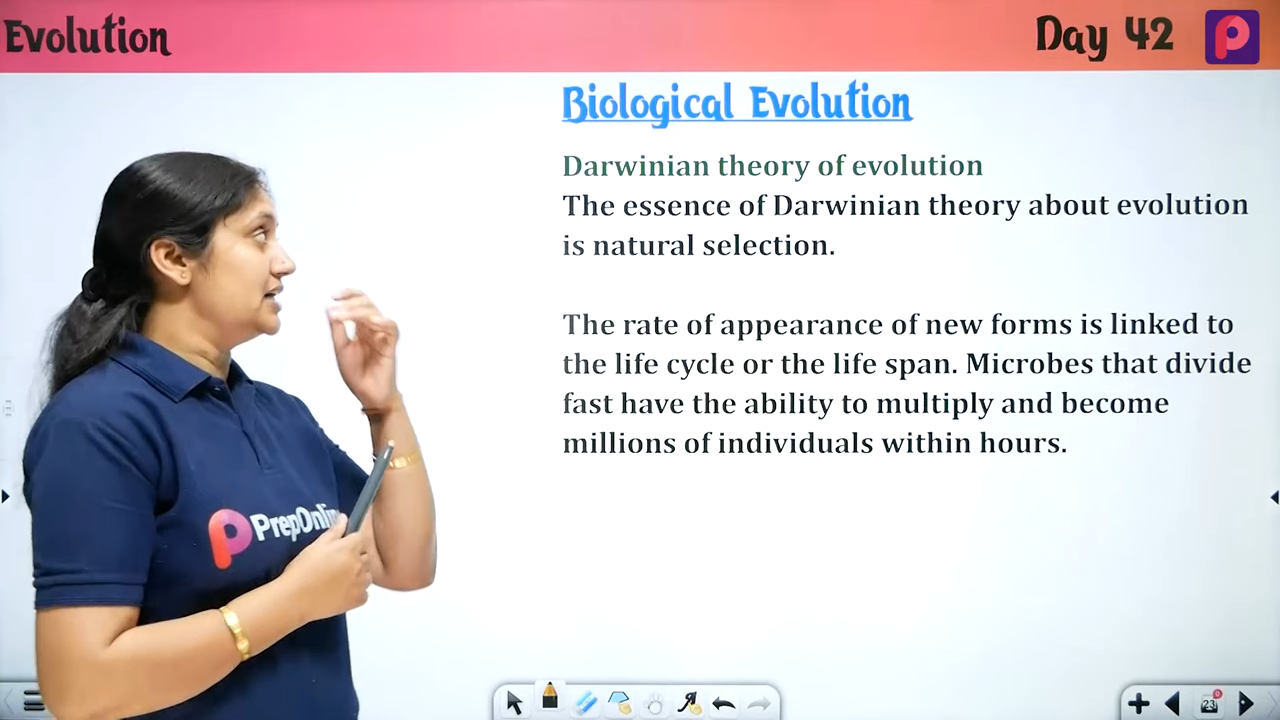 Evolution
Day 42
Biological Evolution
Darwinian theory of evolution
The essence of Darwinian theory about evolution
is natural selection.
The rate of appearance of new forms is linked to
the life cycle or the life span. Microbes that divide
fast have the ability to multiply and become
millions of individuals within hours.
PrepOnlin
23